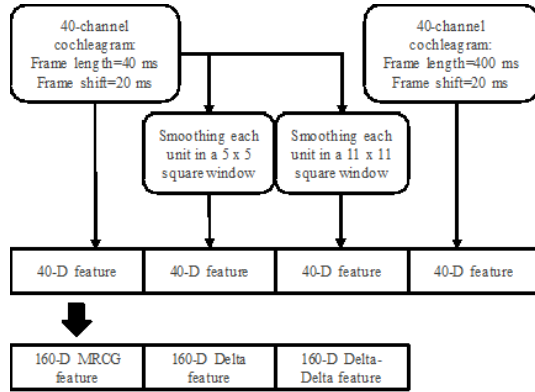 40-channel
cochleagram:
Frame length=40 ms
Frame shift=20 ms
40-channel
cochleagram:
Frame length=400 ms
Frame shift=20 ms
Smoothing each
unit in a 5 x 5
square window
Smoothing each
unit in a 11 x 11
square window
40-D feature
40-D feature
40-D feature
40-D feature
160-D MRCG
feature
160-D Delta
feature
160-D Delta-
Delta feature